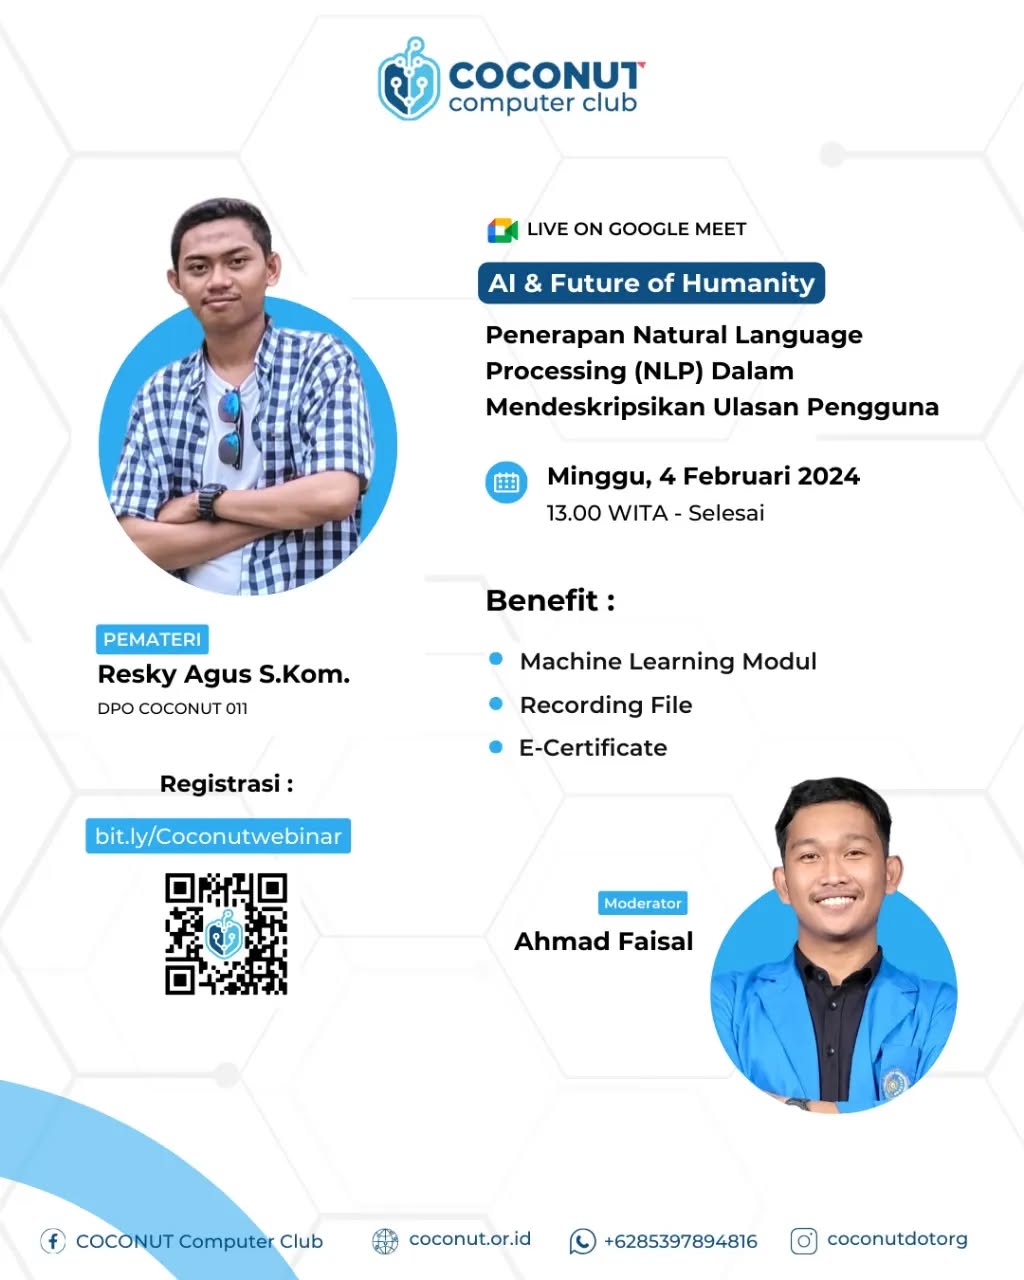 COCONUT
computer club
LIVE ON GOOGLE MEET
AI & Future of Humanity
Penerapan Natural Language
Processing (NLP) Dalam
Mendeskripsikan Ulasan Pengguna
Minggu, 4 Februari 2024
13.00 WITA - Selesai
Benefit :
Machine Learning Modul
Recording File
E-Certificate
PEMATERI
Resky Agus S.Kom.
DPO COCONUT 011
Registrasi :
bit.ly/Coconutwebinar
Moderator
Ahmad Faisal
COCONUT Computer Club
coconut.or.id
+6285397894816
coconutdotorg